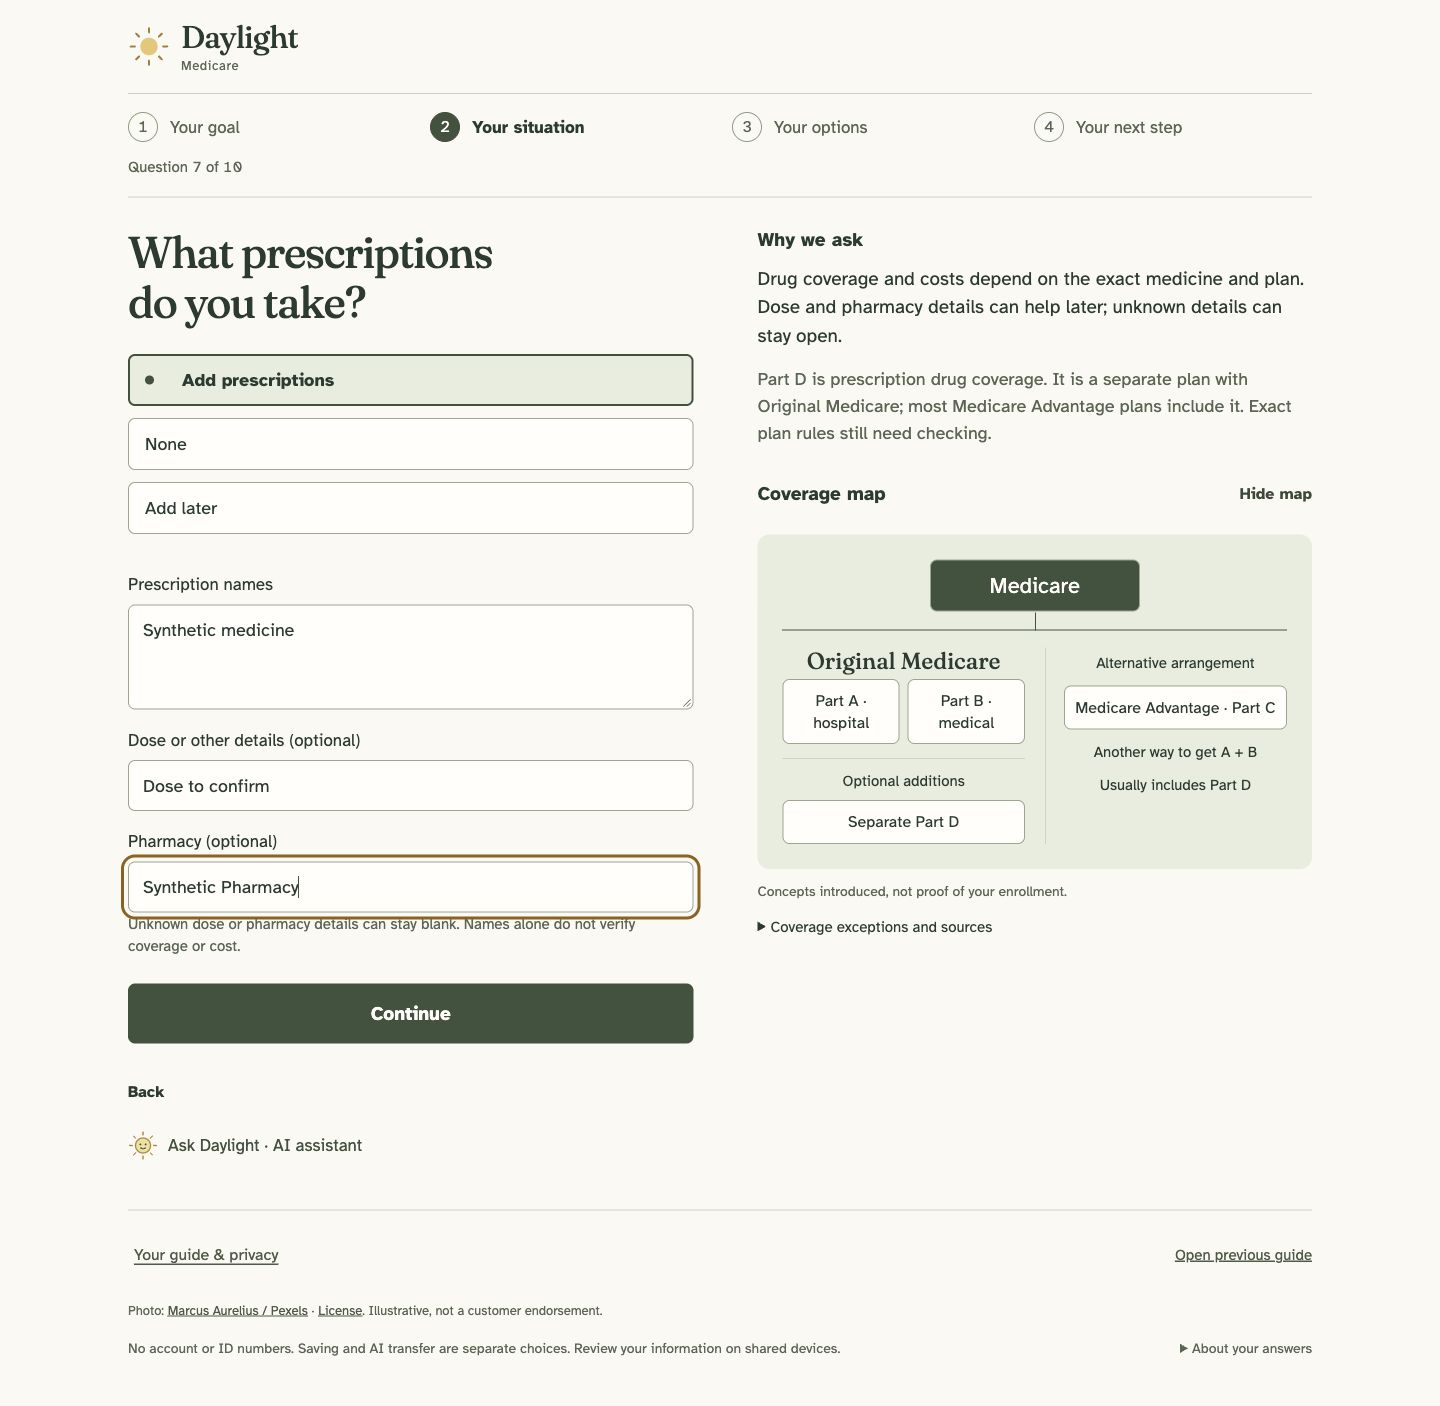 Daylight
Medicare
1 Your goal
2 Your situation
3 Your options
4 Your next step
Question 7 of 10
What prescriptions
do you take?
Add prescriptions
None
Add later
Prescription names
Synthetic medicine
Dose or other details (optional)
Dose to confirm
Pharmacy (optional)
Synthetic Pharmacy
Unknown dose or pharmacy details can stay blank. Names alone do not verify
coverage or cost.
Continue
Back
Ask Daylight · AI assistant
Why we ask
Drug coverage and costs depend on the exact medicine and plan.
Dose and pharmacy details can help later; unknown details can
stay open.
Part D is prescription drug coverage. It is a separate plan with
Original Medicare; most Medicare Advantage plans include it. Exact
plan rules still need checking.
Coverage map
Hide map
Medicare
Original Medicare
Part A ·
hospital
Part B ·
medical
Optional additions
Separate Part D
Alternative arrangement
Medicare Advantage · Part C
Another way to get A + B
Usually includes Part D
Concepts introduced, not proof of your enrollment.
Coverage exceptions and sources
Your guide & privacy
Open previous guide
Photo: Marcus Aurelius / Pexels · License. Illustrative, not a customer endorsement.
No account or ID numbers. Saving and AI transfer are separate choices. Review your information on shared devices.
About your answers